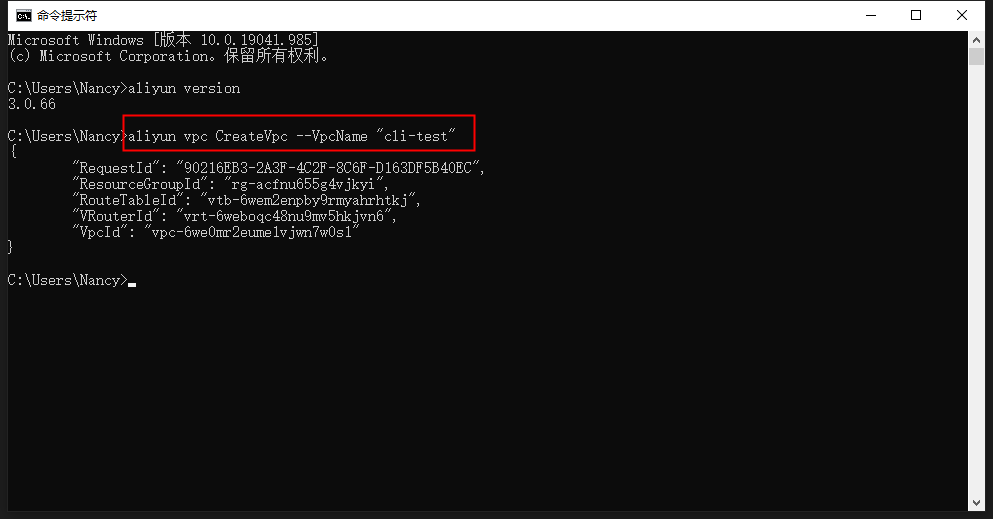 命令提示符
Microsoft Windows [版本 10.0.19041.985]
(c) Microsoft Corporation。保留所有权利。
C:\Users\Nancy>aliyun version
3.0.66
C:\Users\Nancy>aliyun vpc CreateVpc --VpcName "cli-test"
{
"RequestId": "90216EB3-2A3F-4C2F-8C6F-D163DF5B40EC",
"ResourceGroupId": "rg-acfnu655g4vjkyi",
"RouteTableId": "vtb-6wem2enpby9rmyahrhtkj",
"VRouterId": "vrt-6weboqc48nu9mv5hkjvn6",
"VpcId": "vpc-6we0mr2eume1vjwn7w0s1"
}
C:\Users\Nancy>